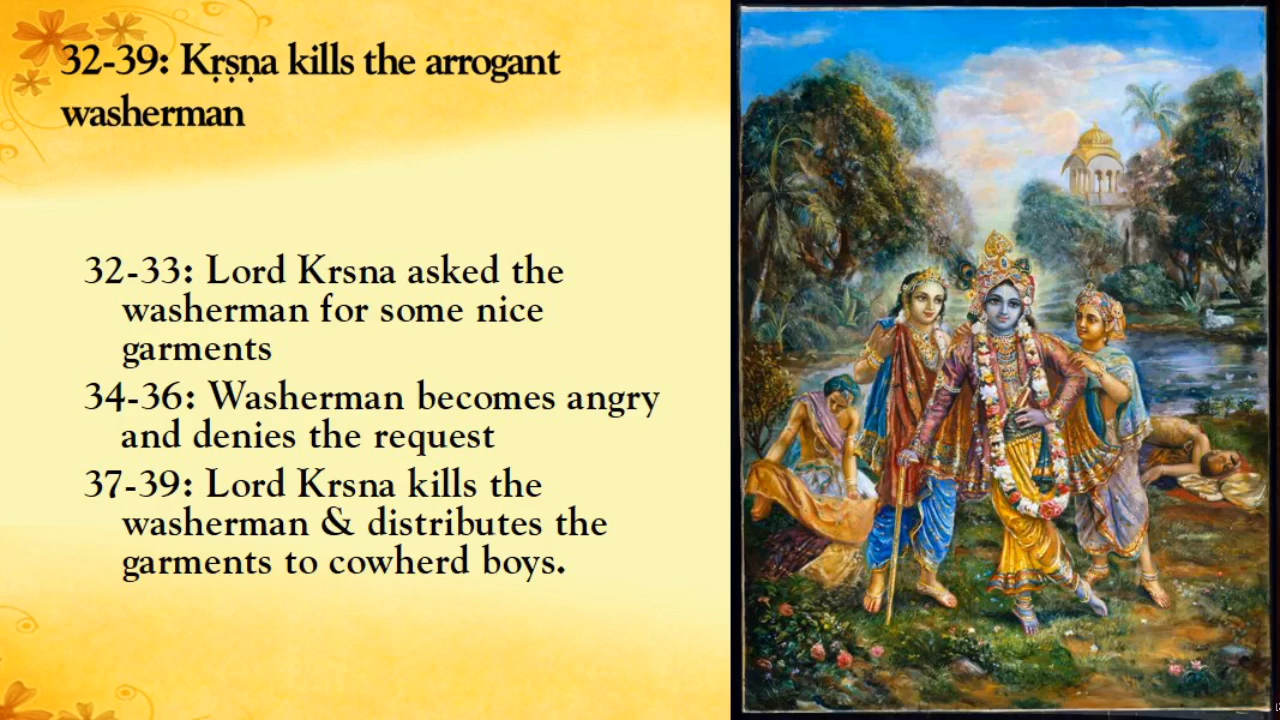 32-39: Kṛṣṇa kills the arrogant
washerman
32-33: Lord Krsna asked the
washerman for some nice
garments
34-36: Washerman becomes angry
and denies the request
37-39: Lord Krsna kills the
washerman & distributes the
garments to cowherd boys.